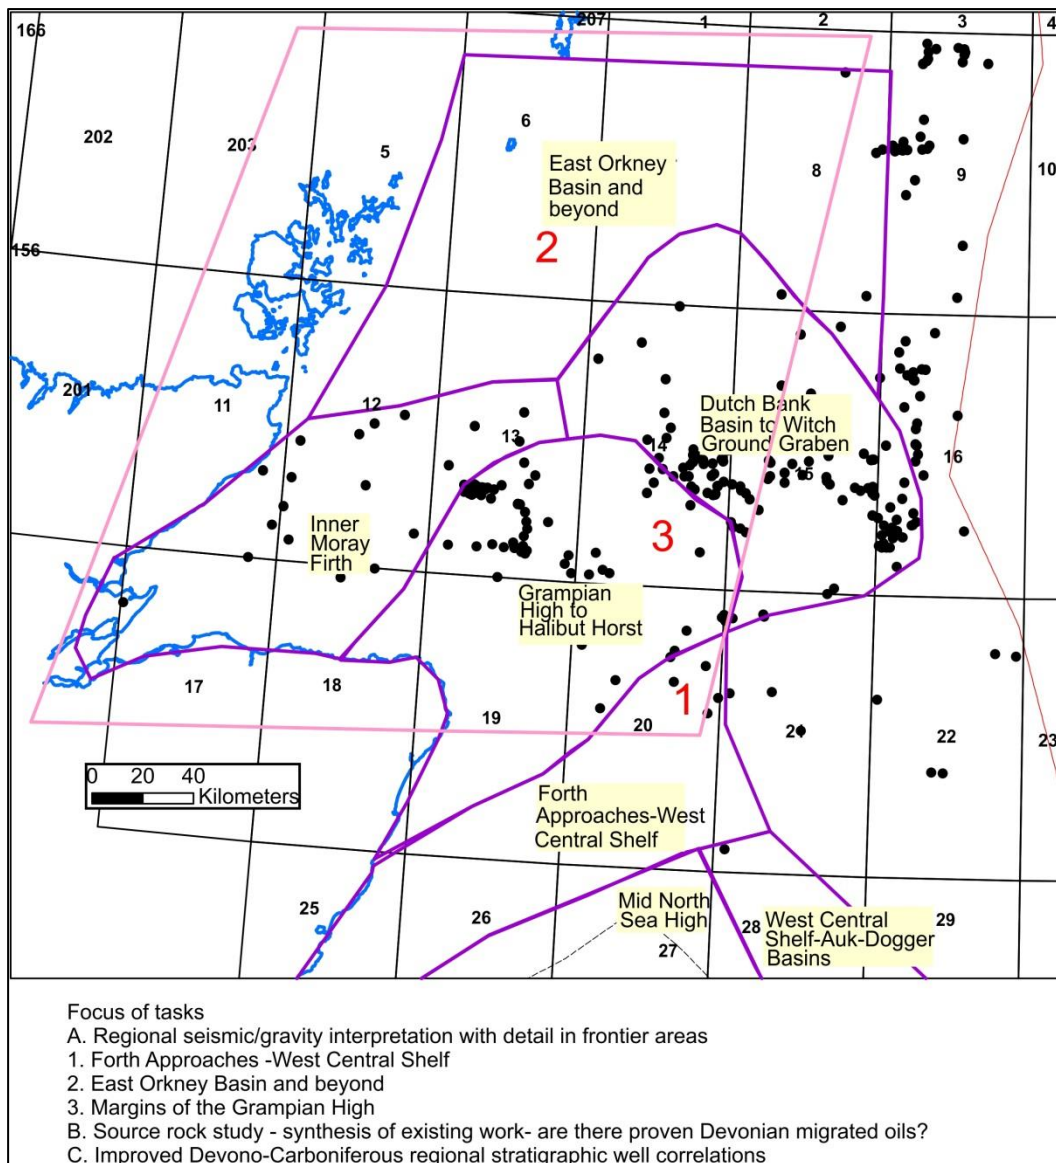 207
1
2
3
4
166
202
203
5
6
8
9
10
East Orkney
Basin and
beyond
2
156
201
11
12
13
14
15
16
Dutch Bank
Basin to Witch
Ground Graben
Inner
Moray
Firth
3
Grampian
High to
Halibut Horst
17
18
19
20
1
21
22
23
0 20 40
Kilometers
Forth
Approaches-West
Central Shelf
Mid North
Sea High
25
26
27
28
29
West Central
Shelf-Auk-Dogger
Basins
Focus of tasks
A. Regional seismic/gravity interpretation with detail in frontier areas
1. Forth Approaches -West Central Shelf
2. East Orkney Basin and beyond
3. Margins of the Grampian High
B. Source rock study - synthesis of existing work- are there proven Devonian migrated oils?
C. Improved Devono-Carboniferous regional stratigraphic well correlations